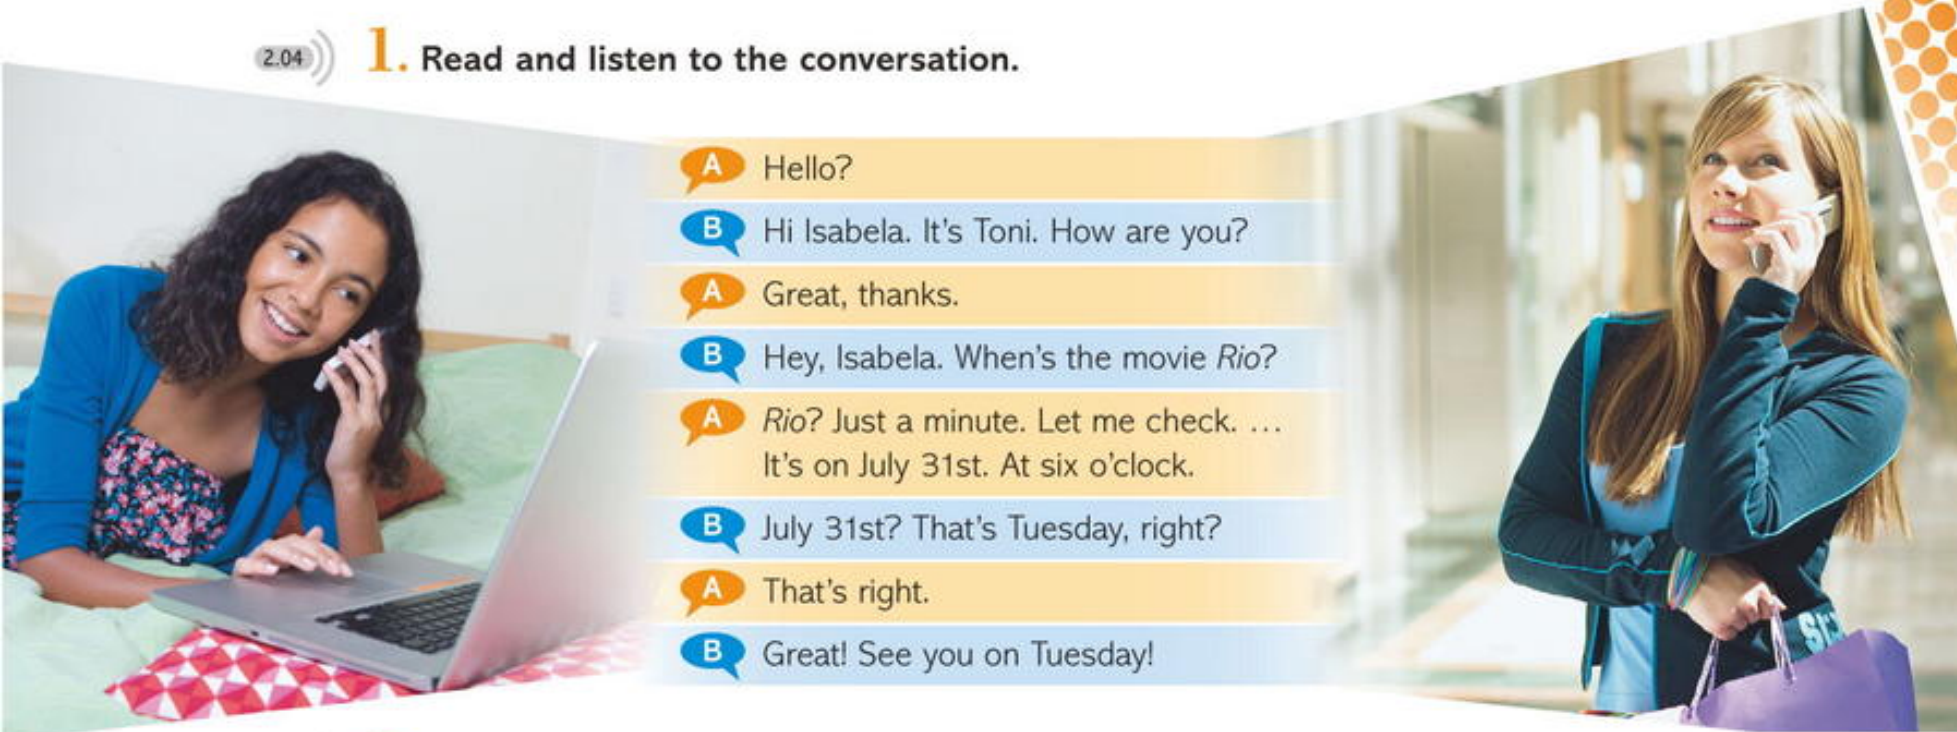 2.04
1. Read and listen to the conversation.
A Hello?
B Hi Isabela. It's Toni. How are you?
A Great, thanks.
B Hey, Isabela. When's the movie Rio?
A Rio? Just a minute. Let me check. ...
It's on July 31st. At six o'clock.
B July 31st? That's Tuesday, right?
A That's right.
B Great! See you on Tuesday!